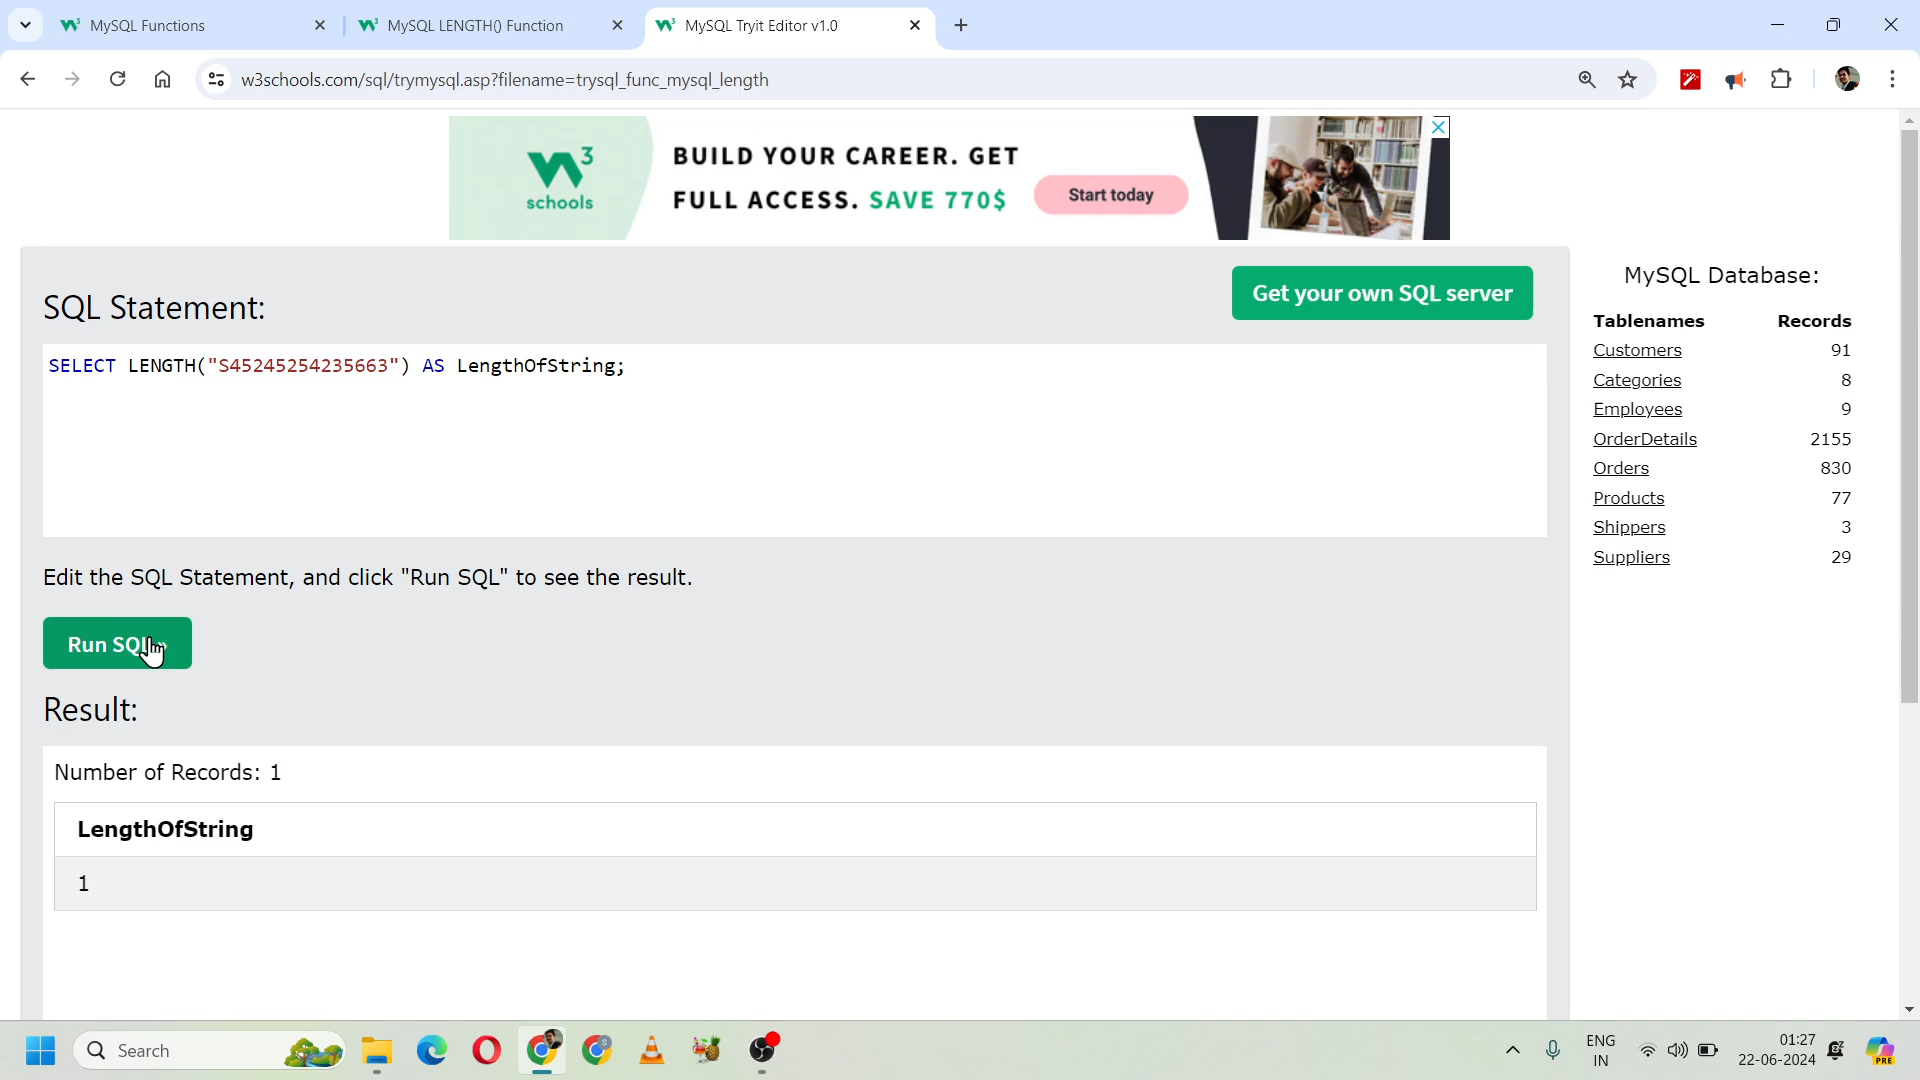 MySQL Functions
MySQL LENGTH() Function
MySQL Tryit Editor v1.0
w3schools.com/sql/trymysql.asp?filename=trysql_func_mysql_length
W3 schools
BUILD YOUR CAREER. GET
FULL ACCESS. SAVE 770$
Start today
SQL Statement:
Get your own SQL server
SELECT LENGTH("S45245254235663") AS LengthOfString;
Edit the SQL Statement, and click "Run SQL" to see the result.
Run SQL »
Result:
Number of Records: 1
LengthOfString
1
MySQL Database:
Tablenames Records
Customers 91
Categories 8
Employees 9
OrderDetails 2155
Orders 830
Products 77
Shippers 3
Suppliers 29
Search
ENG
IN
01:27
22-06-2024
PRE